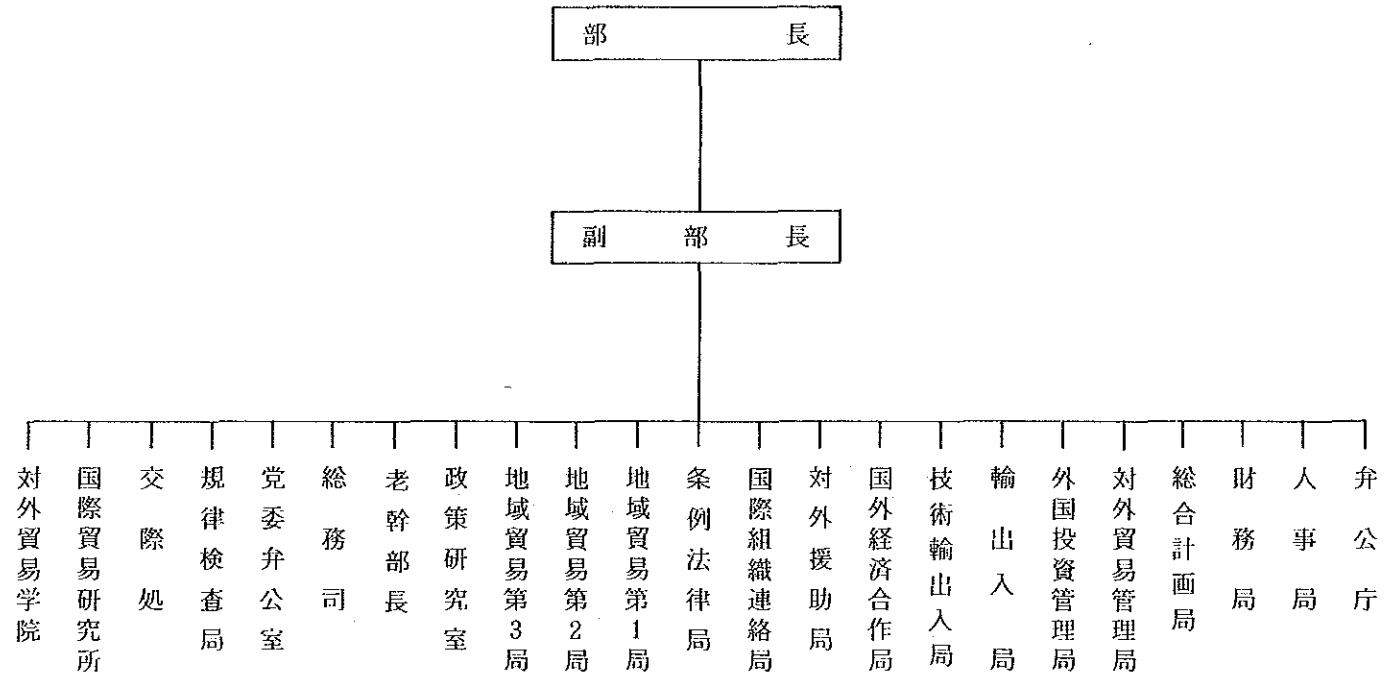 部長
副部長
弁公庁
人事局
財務局
総合計画局
対外貿易管理局
外国投資管理局
輸出入局
技術輸出入局
国外経済合作局
対外援助局
国際組織連絡局
条例法律局
地域貿易第1局
地域貿易第2局
地域貿易第3局
政策研究室
老幹部長
総務司
党委弁公室
規律検査局
交際処
国際貿易研究所
対外貿易学院